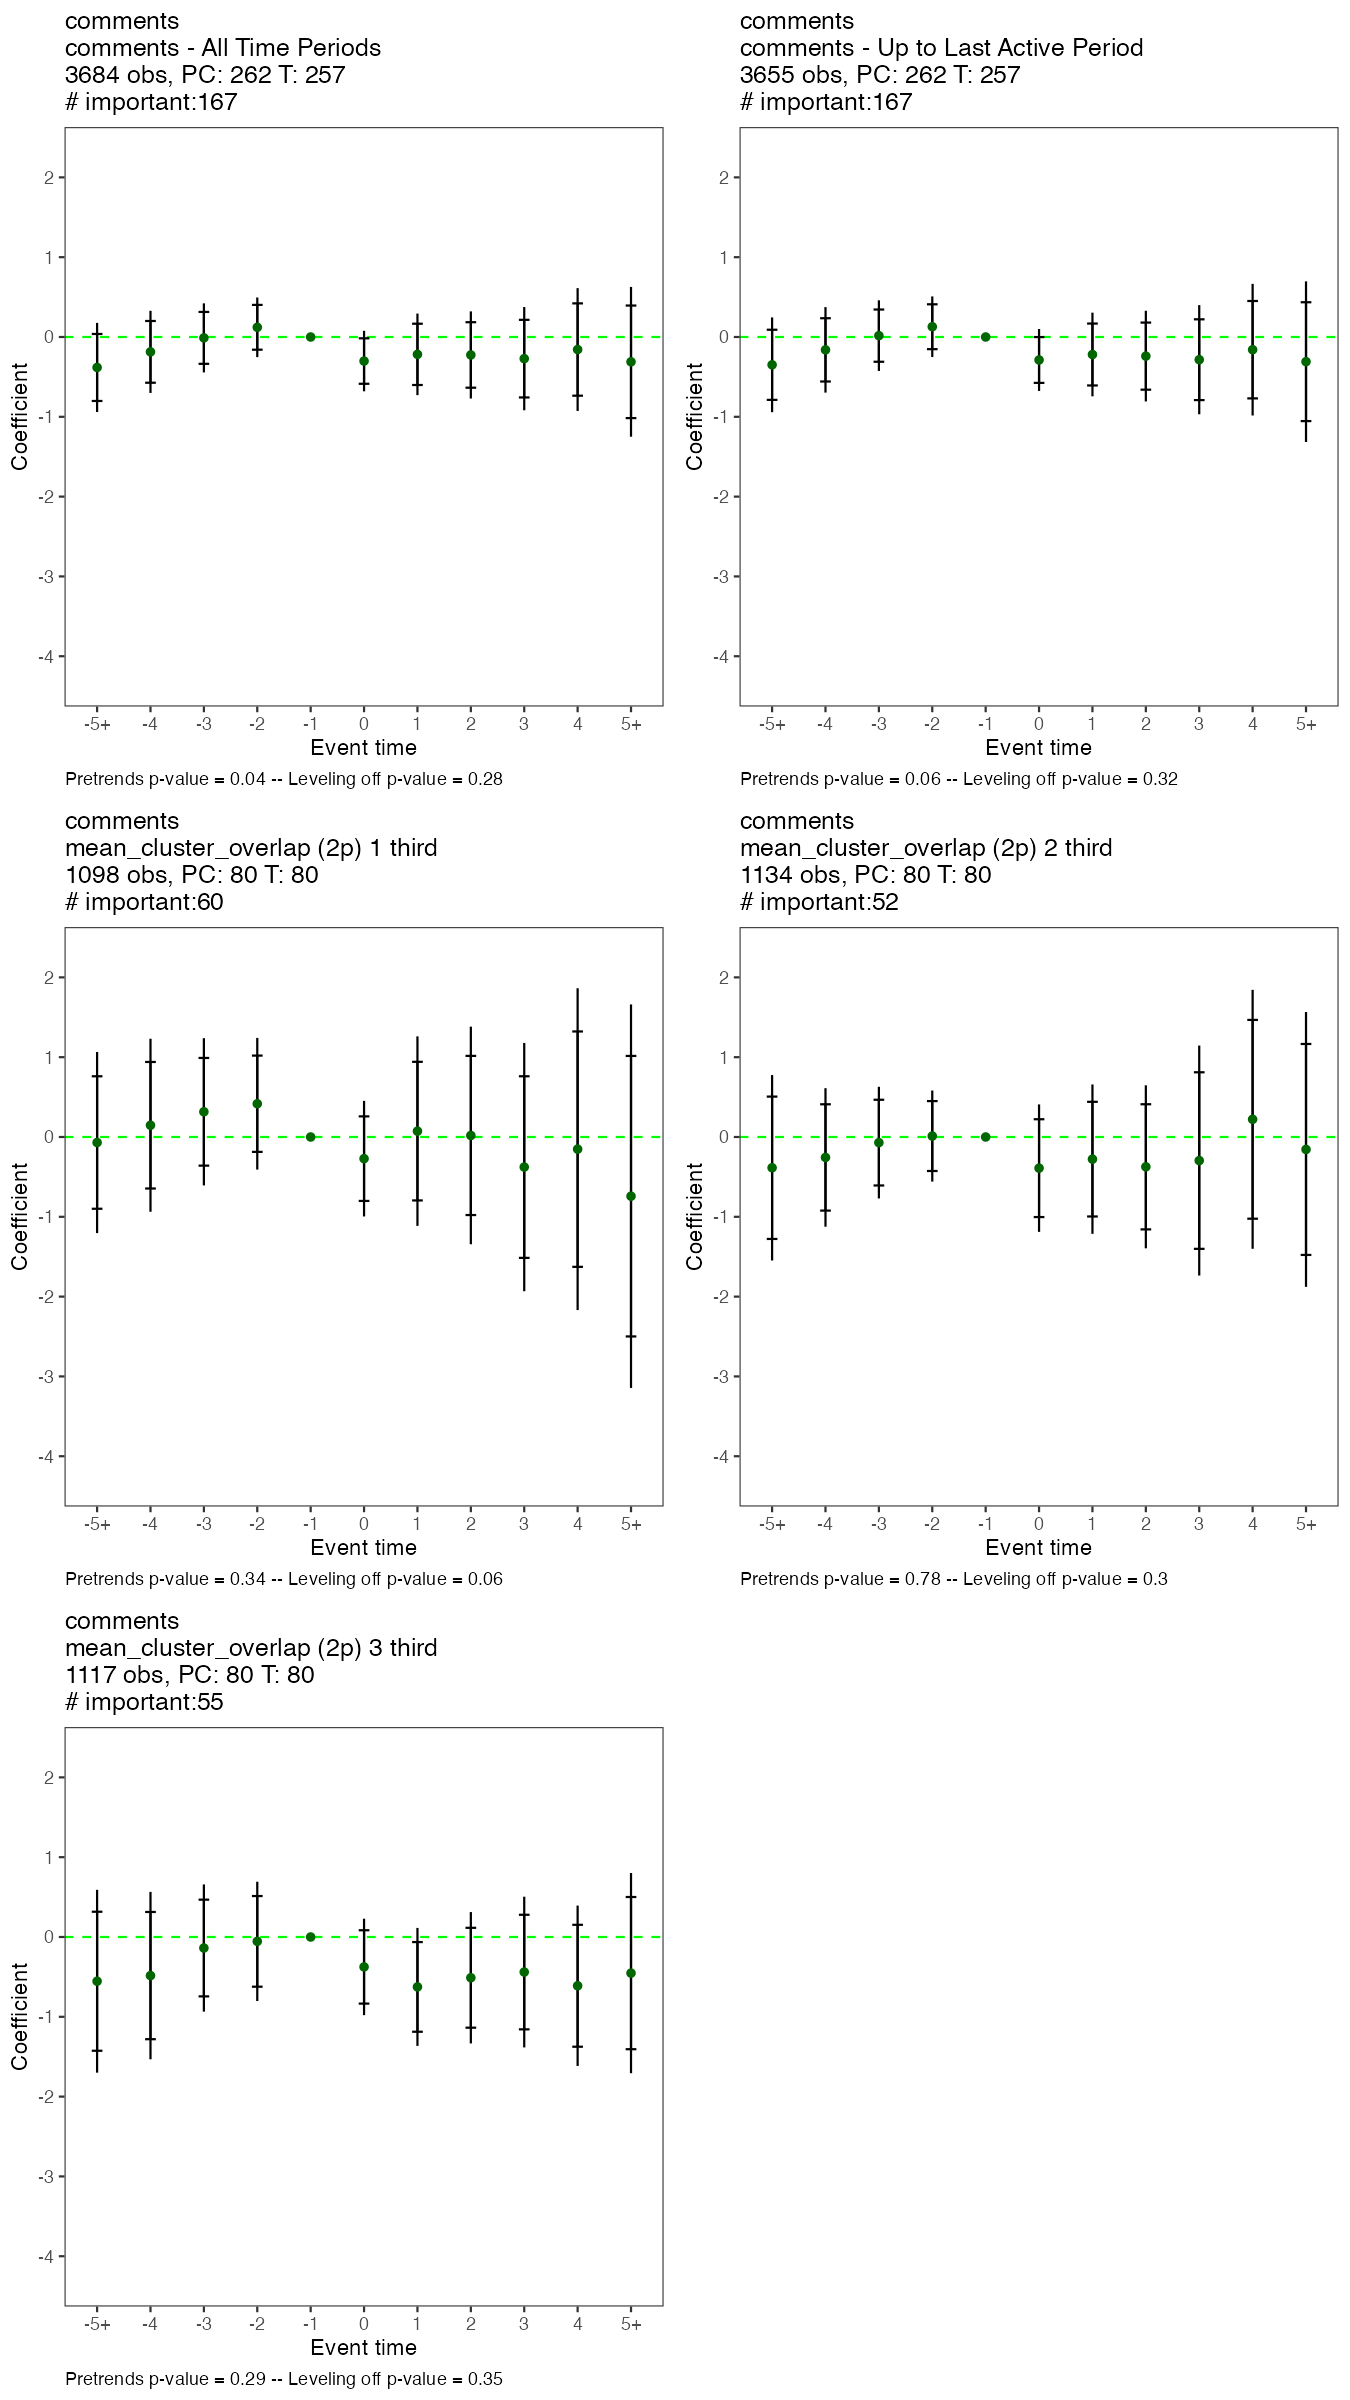 comments
comments - All Time Periods
3684 obs, PC: 262 T: 257
# important:167
2
1
0
-1
-2
-3
-4
Coefficient
-5+ -4 -3 -2 -1 0 1 2 3 4 5+
Event time
Pretrends p-value = 0.04 -- Leveling off p-value = 0.28
comments
comments - Up to Last Active Period
3655 obs, PC: 262 T: 257
# important:167
2
1
0
-1
-2
-3
-4
Coefficient
-5+ -4 -3 -2 -1 0 1 2 3 4 5+
Event time
Pretrends p-value = 0.06 -- Leveling off p-value = 0.32
comments
mean_cluster_overlap (2p) 1 third
1098 obs, PC: 80 T: 80
# important:60
2
1
0
-1
-2
-3
-4
Coefficient
-5+ -4 -3 -2 -1 0 1 2 3 4 5+
Event time
Pretrends p-value = 0.34 -- Leveling off p-value = 0.06
comments
mean_cluster_overlap (2p) 2 third
1134 obs, PC: 80 T: 80
# important:52
2
1
0
-1
-2
-3
-4
Coefficient
-5+ -4 -3 -2 -1 0 1 2 3 4 5+
Event time
Pretrends p-value = 0.78 -- Leveling off p-value = 0.3
comments
mean_cluster_overlap (2p) 3 third
1117 obs, PC: 80 T: 80
# important:55
2
1
0
-1
-2
-3
-4
Coefficient
-5+ -4 -3 -2 -1 0 1 2 3 4 5+
Event time
Pretrends p-value = 0.29 -- Leveling off p-value = 0.35